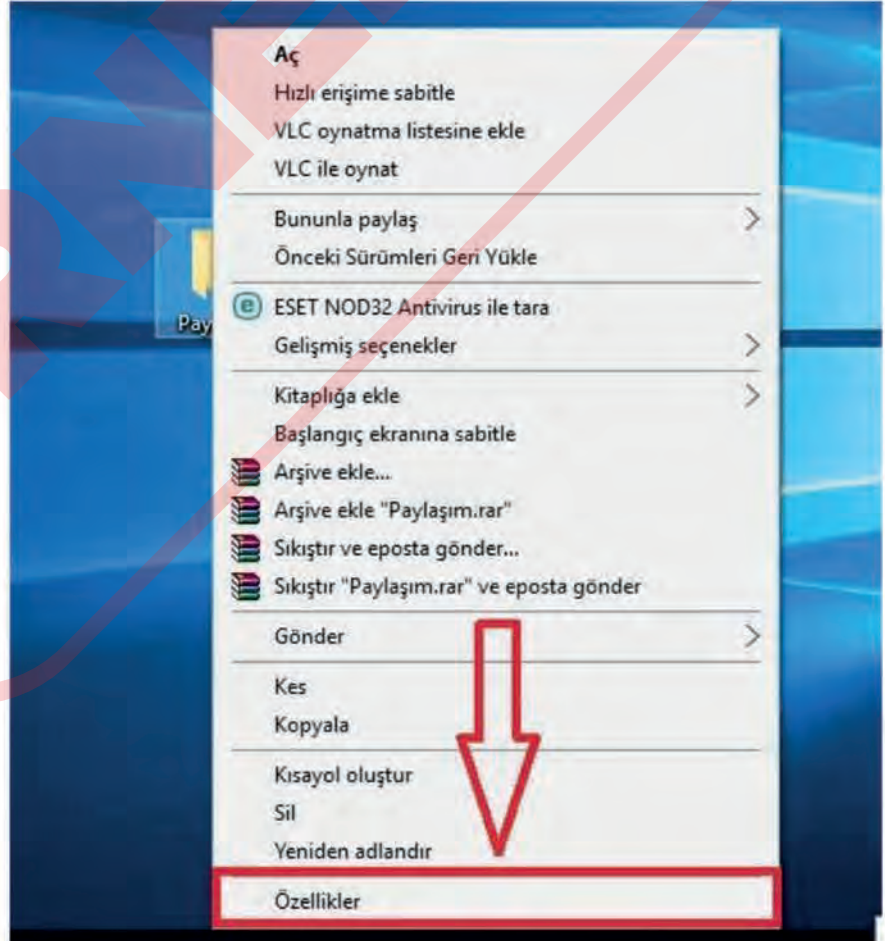 Aç
Hızlı erişime sabitle
VLC oynatma listesine ekle
VLC ile oynat
Bununla paylaş
Önceki Sürümleri Geri Yükle
ESET NOD32 Antivirus ile tara
Gelişmiş seçenekler
Kitaplığa ekle
Başlangıç ekranına sabitle
Arşive ekle...
Arşive ekle "Paylaşım.rar"
Sıkıştır ve eposta gönder...
Sıkıştır "Paylaşım.rar" ve eposta gönder
Gönder
Kes
Kopyala
Kısayol oluştur
Sil
Yeniden adlandır
Özellikler